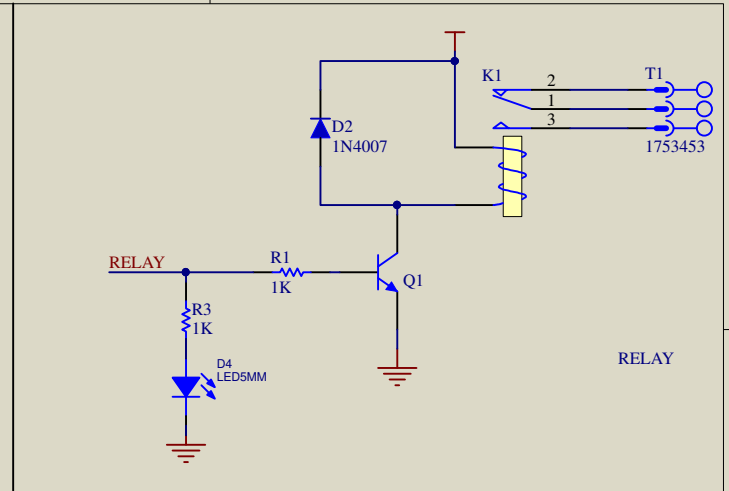 K1
2
T1
1
3
D2
1N4007
1753453
RELAY
R1
1K
Q1
R3
1K
D4
LED5MM
RELAY